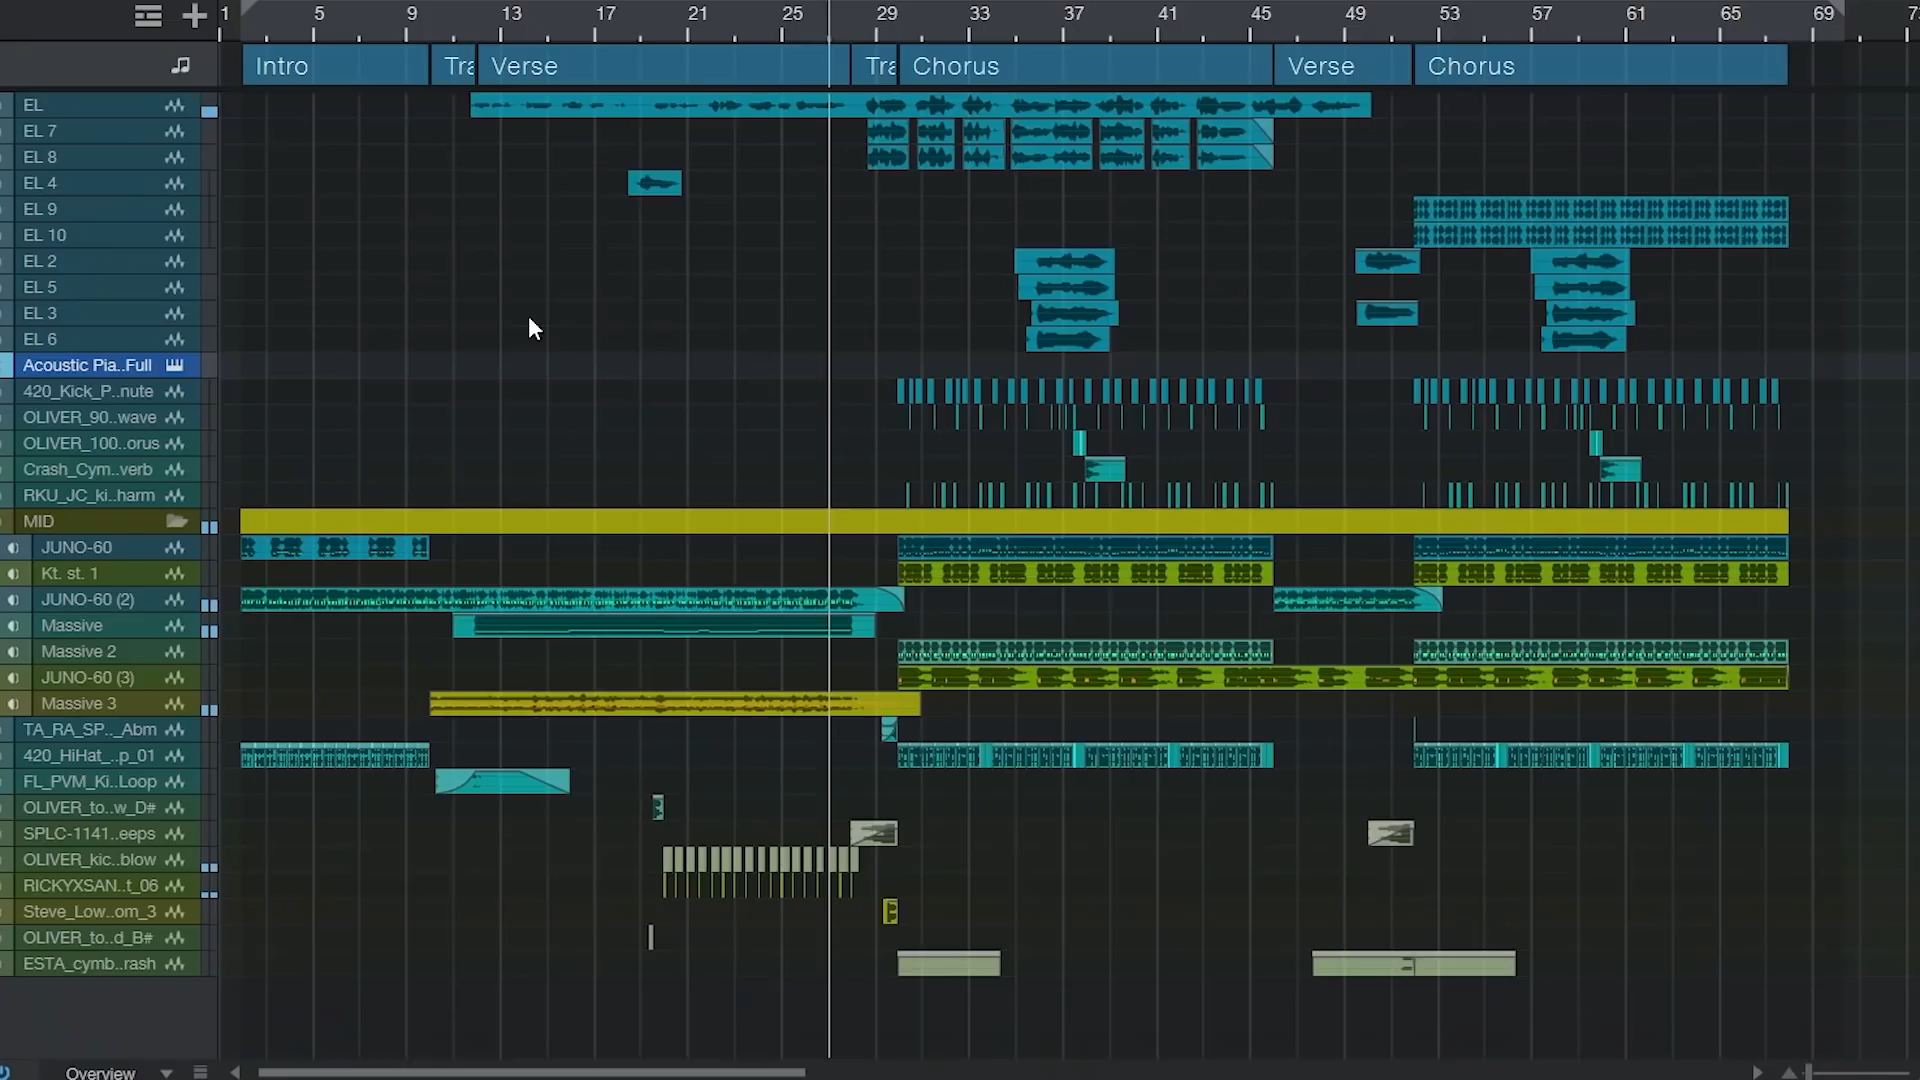 1 5 9 13 17 21 25 29 33 37 41 45 49 53 57 61 65 69
Intro Tra Verse Tra Chorus Verse Chorus
EL
EL 7
EL 8
EL 4
EL 9
EL 10
EL 2
EL 5
EL 3
EL 6
Acoustic Pia..Full
420_Kick_P..nute
OLIVER_90..wave
OLIVER_100..orus
Crash_Cym..verb
RKU_JC_ki..harm
MID
JUNO-60
Kt. st. 1
JUNO-60 (2)
Massive
Massive 2
JUNO-60 (3)
Massive 3
TA_RA_SP.._Abm
420_HiHat_..p_01
FL_PVM_Ki..Loop
OLIVER_to..w_D#
SPLC-1141..eeps
OLIVER_kic..blow
RICKYXSAN..t_06
Steve_Low..om_3
OLIVER_to..d_B#
ESTA_cymb..rash
Overview